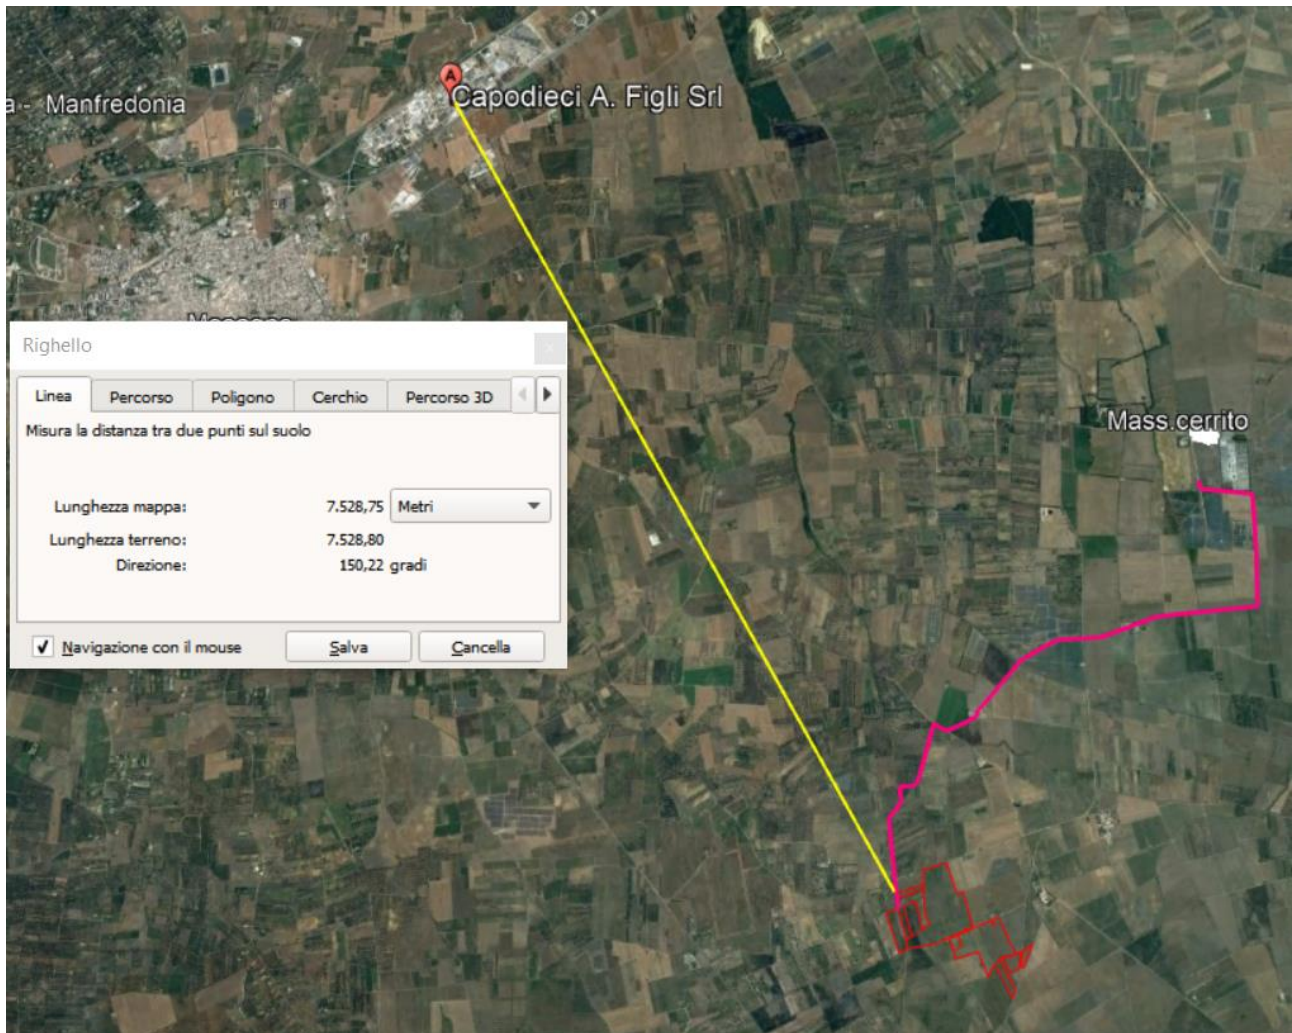 A
Capodieci A. Figli Srl
a - Manfredonia
Righello
Linea Percorso Poligono Cerchio Percorso 3D
Misura la distanza tra due punti sul suolo
Lunghezza mappa: 7.528,75 Metri
Lunghezza terreno: 7.528,80
Direzione: 150,22 gradi
Navigazione con il mouse Salva Cancella
Mass.cerrito